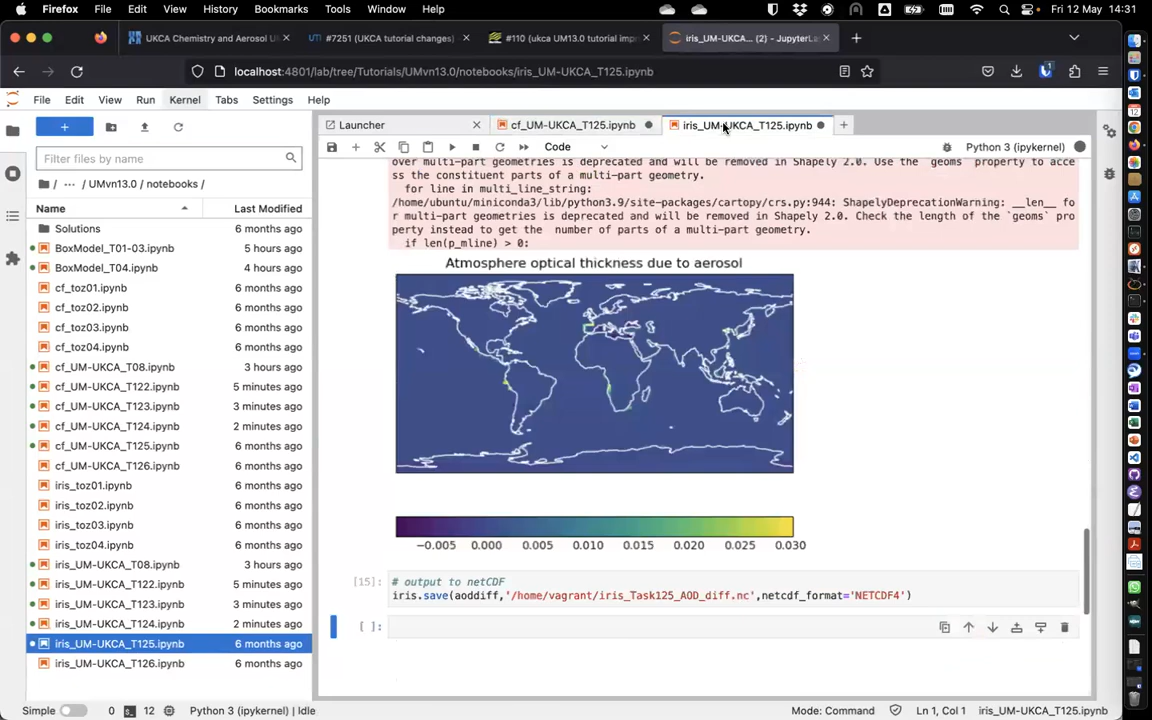 Firefox File Edit View History Bookmarks Tools Window Help Fri 12 May 14:31
UKCA Chemistry and Aerosol U #7251 (UKCA tutorial changes) #110 (ukca UM13.0 tutorial imp iris_UM-UKCA... (2) - JupyterLa
localhost:4801/lab/tree/Tutorials/UMvn13.0/notebooks/iris_UM-UKCA_T125.ipynb
File Edit View Run Kernel Tabs Settings Help
Launcher cf_UM-UKCA_T125.ipynb iris_UM-UKCA_T125.ipynb
Code Python 3 (ipykernel)
Filter files by name
/ ... / UMvn13.0 / notebooks /
Name Last Modified
Solutions 6 months ago
BoxModel_T01-03.ipynb 5 hours ago
BoxModel_T04.ipynb 4 hours ago
cf_toz01.ipynb 6 months ago
cf_toz02.ipynb 6 months ago
cf_toz03.ipynb 6 months ago
cf_toz04.ipynb 6 months ago
cf_UM-UKCA_T08.ipynb 3 hours ago
cf_UM-UKCA_T122.ipynb 5 minutes ago
cf_UM-UKCA_T123.ipynb 3 minutes ago
cf_UM-UKCA_T124.ipynb 2 minutes ago
cf_UM-UKCA_T125.ipynb 6 months ago
cf_UM-UKCA_T126.ipynb 6 months ago
iris_toz01.ipynb 6 months ago
iris_toz02.ipynb 6 months ago
iris_toz03.ipynb 6 months ago
iris_toz04.ipynb 6 months ago
iris_UM-UKCA_T08.ipynb 3 hours ago
iris_UM-UKCA_T122.ipynb 5 minutes ago
iris_UM-UKCA_T123.ipynb 3 minutes ago
iris_UM-UKCA_T124.ipynb 2 minutes ago
iris_UM-UKCA_T125.ipynb 6 months ago
iris_UM-UKCA_T126.ipynb 6 months ago
over multi-part geometries is deprecated and will be removed in Shapely 2.0. Use the `geoms` property to acce
ss the constituent parts of a multi-part geometry.
for line in multi_line_string:
/home/ubuntu/miniconda3/lib/python3.9/site-packages/cartopy/crs.py:944: ShapelyDeprecationWarning: __len__ fo
r multi-part geometries is deprecated and will be removed in Shapely 2.0. Check the length of the `geoms` pro
perty instead to get the  number of parts of a multi-part geometry.
if len(p_mline) > 0:
Atmosphere optical thickness due to aerosol
−0.005 0.000 0.005 0.010 0.015 0.020 0.025 0.030
[15]: # output to netCDF
iris.save(aoddiff,'/home/vagrant/iris_Task125_AOD_diff.nc',netcdf_format='NETCDF4')
[ ]:
Simple 0 12 Python 3 (ipykernel) | Idle Mode: Command Ln 1, Col 1 iris_UM-UKCA_T125.ipynb